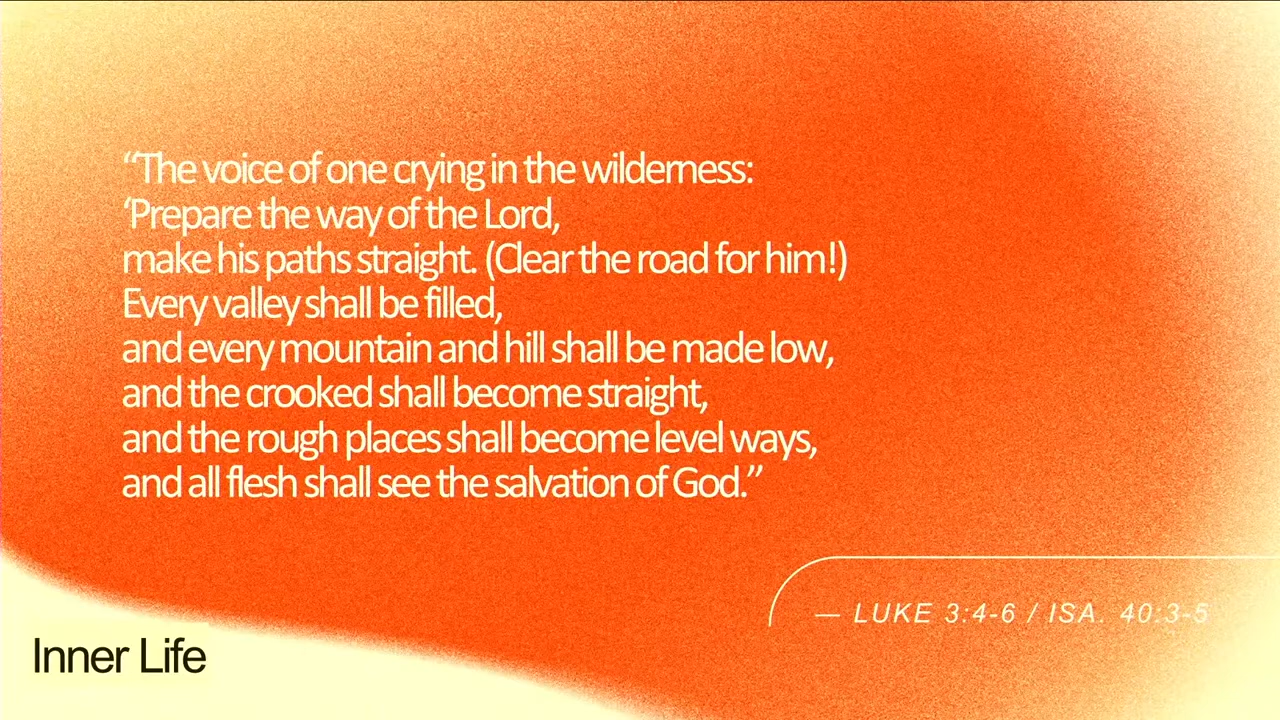 “The voice of one crying in the wilderness:
‘Prepare the way of the Lord,
make his paths straight. (Clear the road for him!)
Every valley shall be filled,
and every mountain and hill shall be made low,
and the crooked shall become straight,
and the rough places shall become level ways,
and all flesh shall see the salvation of God.”
— LUKE 3:4-6 / ISA. 40:3-5
Inner Life